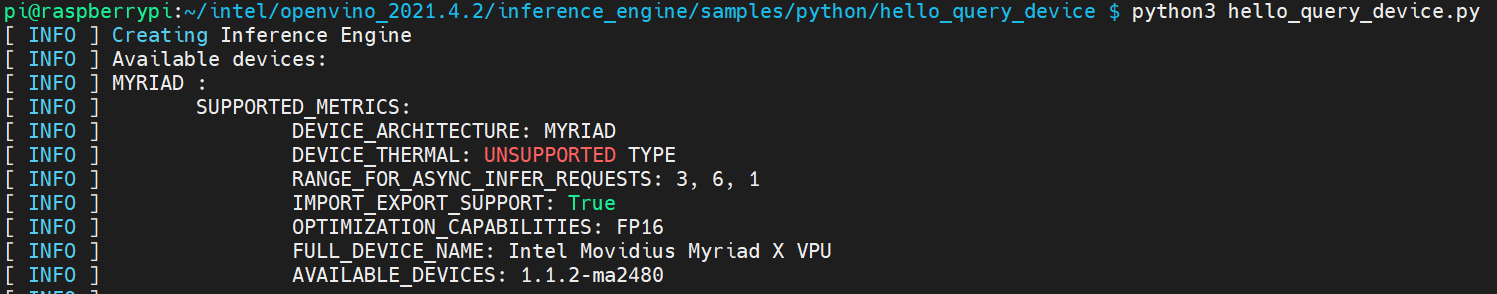 pi@raspberrypi:~/intel/openvino_2021.4.2/inference_engine/samples/python/hello_query_device $ python3 hello_query_device.py
[ INFO ] Creating Inference Engine
[ INFO ] Available devices:
[ INFO ] MYRIAD :
[ INFO ] SUPPORTED_METRICS:
[ INFO ] DEVICE_ARCHITECTURE: MYRIAD
[ INFO ] DEVICE_THERMAL: UNSUPPORTED TYPE
[ INFO ] RANGE_FOR_ASYNC_INFER_REQUESTS: 3, 6, 1
[ INFO ] IMPORT_EXPORT_SUPPORT: True
[ INFO ] OPTIMIZATION_CAPABILITIES: FP16
[ INFO ] FULL_DEVICE_NAME: Intel Movidius Myriad X VPU
[ INFO ] AVAILABLE_DEVICES: 1.1.2-ma2480